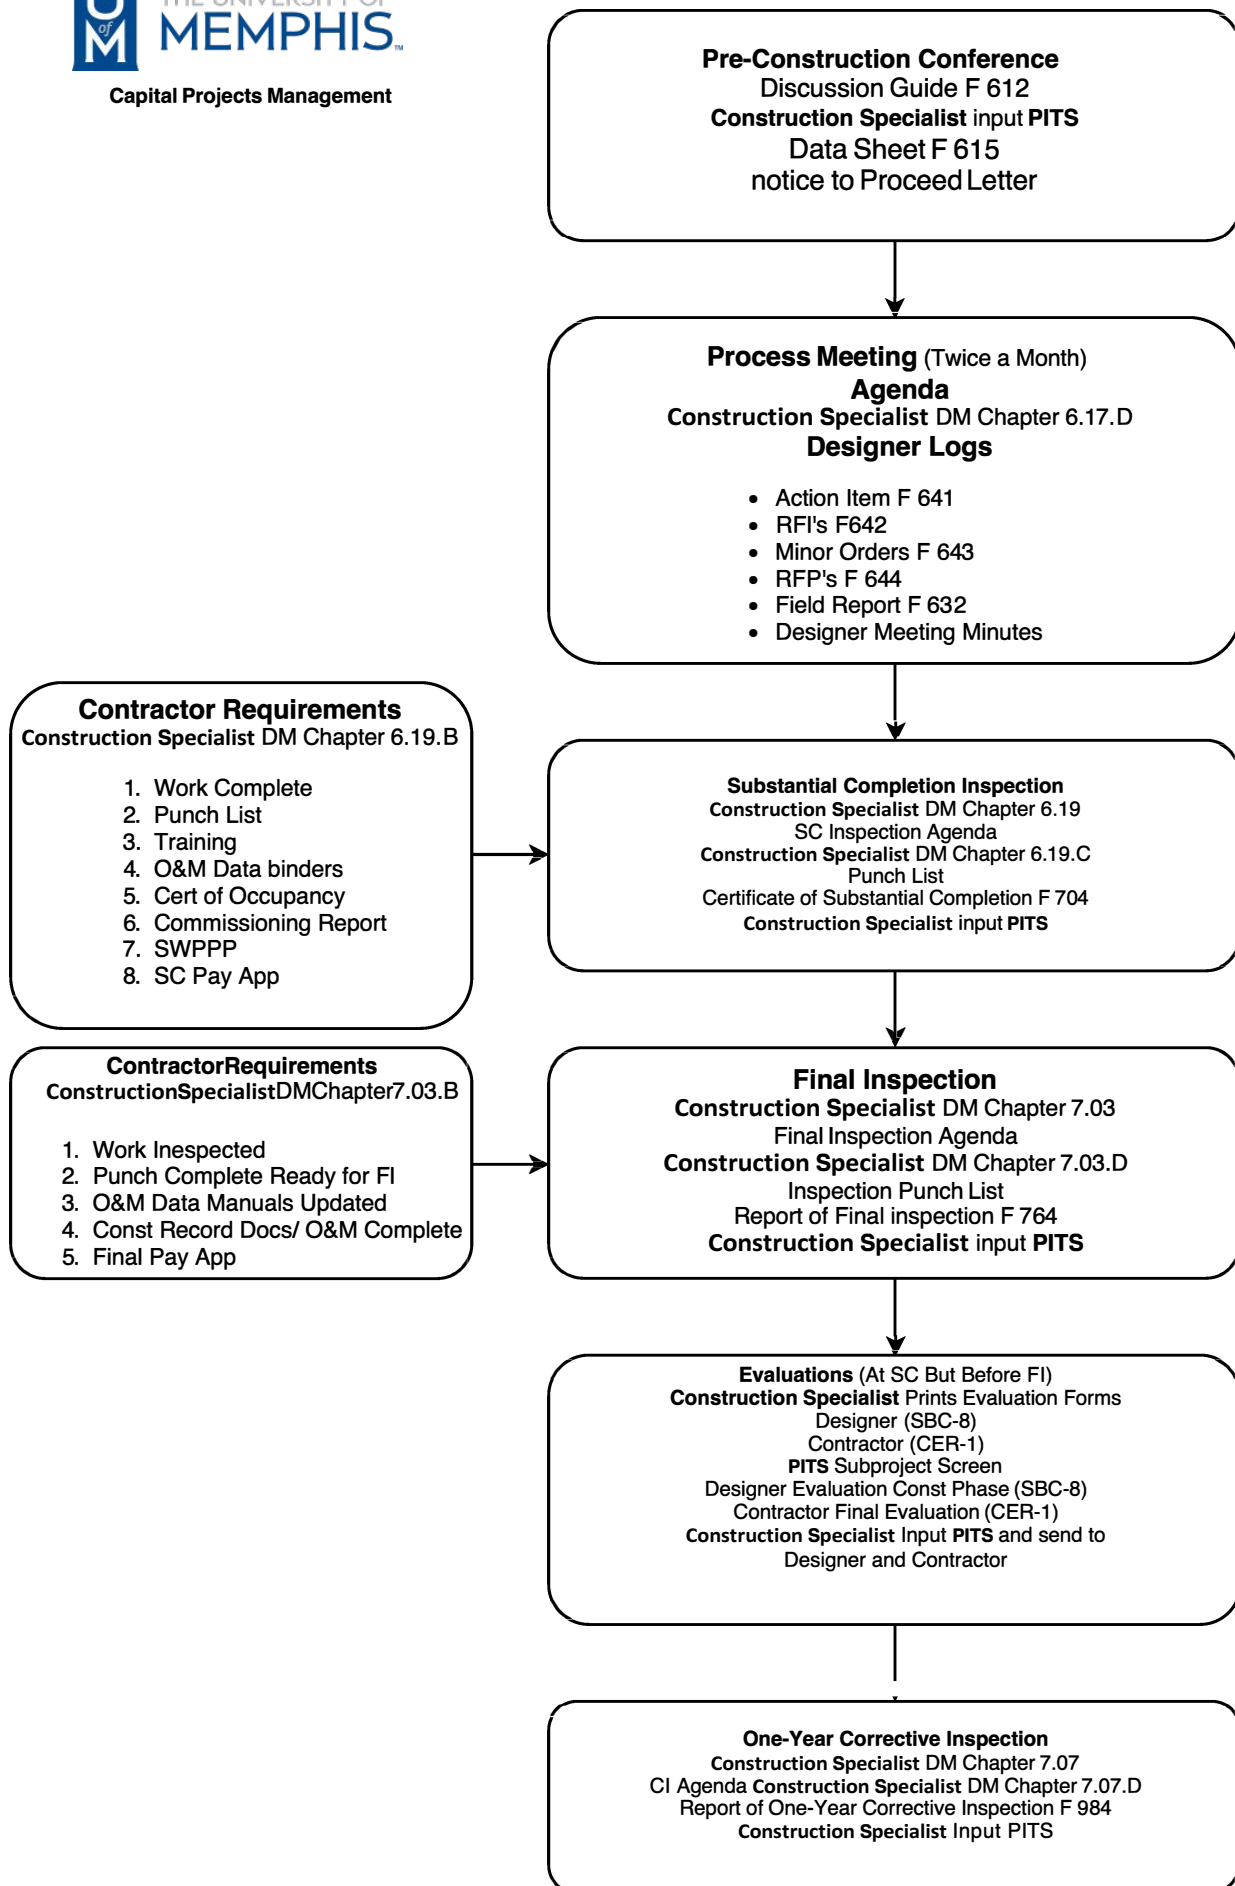 THE UNIVERSITY OF
U
of
M
MEMPHIS™
Capital Projects Management
Pre-Construction Conference
Discussion Guide F 612
Construction Specialist input PITS
Data Sheet F 615
notice to Proceed Letter
Process Meeting (Twice a Month)
Agenda
Construction Specialist DM Chapter 6.17.D
Designer Logs
• Action Item F 641
• RFI's F642
• Minor Orders F 643
• RFP's F 644
• Field Report F 632
• Designer Meeting Minutes
Contractor Requirements
Construction Specialist DM Chapter 6.19.B
1. Work Complete
2. Punch List
3. Training
4. O&M Data binders
5. Cert of Occupancy
6. Commissioning Report
7. SWPPP
8. SC Pay App
Substantial Completion Inspection
Construction Specialist DM Chapter 6.19
SC Inspection Agenda
Construction Specialist DM Chapter 6.19.C
Punch List
Certificate of Substantial Completion F 704
Construction Specialist input PITS
ContractorRequirements
ConstructionSpecialistDMChapter7.03.B
1. Work Inespected
2. Punch Complete Ready for FI
3. O&M Data Manuals Updated
4. Const Record Docs/ O&M Complete
5. Final Pay App
Final Inspection
Construction Specialist DM Chapter 7.03
Final Inspection Agenda
Construction Specialist DM Chapter 7.03.D
Inspection Punch List
Report of Final inspection F 764
Construction Specialist input PITS
Evaluations (At SC But Before FI)
Construction Specialist Prints Evaluation Forms
Designer (SBC-8)
Contractor (CER-1)
PITS Subproject Screen
Designer Evaluation Const Phase (SBC-8)
Contractor Final Evaluation (CER-1)
Construction Specialist Input PITS and send to
Designer and Contractor
One-Year Corrective Inspection
Construction Specialist DM Chapter 7.07
CI Agenda Construction Specialist DM Chapter 7.07.D
Report of One-Year Corrective Inspection F 984
Construction Specialist Input PITS